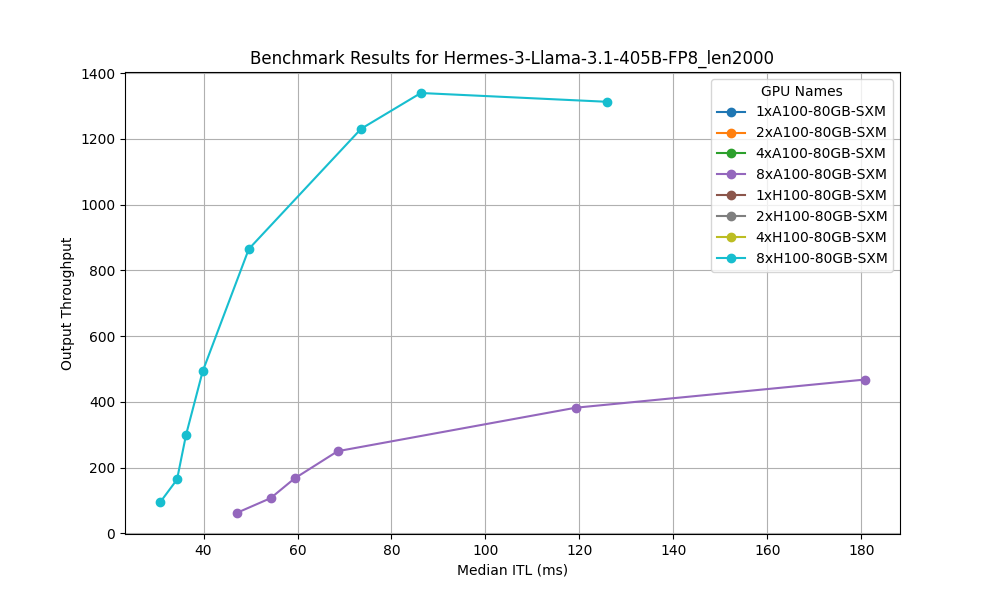 Benchmark Results for Hermes-3-Llama-3.1-405B-FP8_len2000
GPU Names
1xA100-80GB-SXM
2xA100-80GB-SXM
4xA100-80GB-SXM
8xA100-80GB-SXM
1xH100-80GB-SXM
2xH100-80GB-SXM
4xH100-80GB-SXM
8xH100-80GB-SXM
Output Throughput
1400
1200
1000
800
600
400
200
0
40 60 80 100 120 140 160 180
Median ITL (ms)